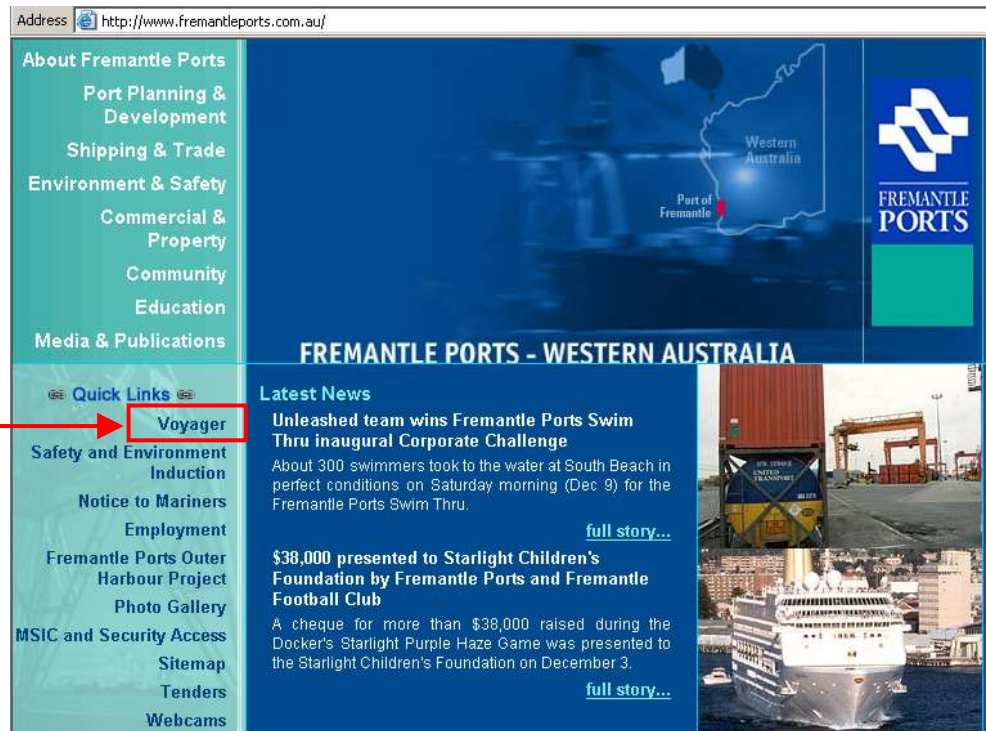 Address http://www.fremantleports.com.au/
About Fremantle Ports
Port Planning &
Development
Shipping & Trade
Environment & Safety
Commercial &
Property
Community
Education
Media & Publications
Western
Australia
Port of
Fremantle
FREMANTLE
PORTS
FREMANTLE PORTS - WESTERN AUSTRALIA
Quick Links
Voyager
Safety and Environment
Induction
Notice to Mariners
Employment
Fremantle Ports Outer
Harbour Project
Photo Gallery
MSIC and Security Access
Sitemap
Tenders
Webcams
Latest News
Unleashed team wins Fremantle Ports Swim
Thru inaugural Corporate Challenge
About 300 swimmers took to the water at South Beach in
perfect conditions on Saturday morning (Dec 9) for the
Fremantle Ports Swim Thru.
full story...
$38,000 presented to Starlight Children's
Foundation by Fremantle Ports and Fremantle
Football Club
A cheque for more than $38,000 raised during the
Docker's Starlight Purple Haze Game was presented to
the Starlight Children's Foundation on December 3.
full story...
UNITED
TRANSPORT